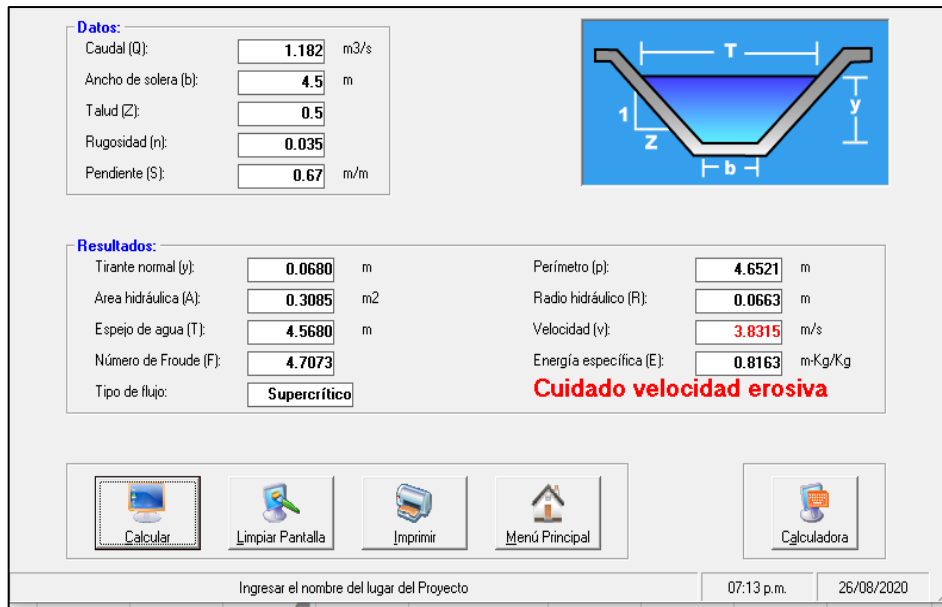 Datos:
Caudal (Q): 1.182 m3/s
Ancho de solera (b): 4.5 m
Talud (Z): 0.5
Rugosidad (n): 0.035
Pendiente (S): 0.67 m/m
T
1
Z
y
b
Resultados:
Tirante normal (y): 0.0680 m Perímetro (p): 4.6521 m
Area hidráulica (A): 0.3085 m2 Radio hidráulico (R): 0.0663 m
Espejo de agua (T): 4.5680 m Velocidad (v): 3.8315 m/s
Número de Froude (F): 4.7073 Energía específica (E): 0.8163 m-Kg/Kg
Tipo de flujo: Supercrítico Cuidado velocidad erosiva
Calcular Limpiar Pantalla Imprimir Menú Principal Calculadora
Ingresar el nombre del lugar del Proyecto 07:13 p.m. 26/08/2020